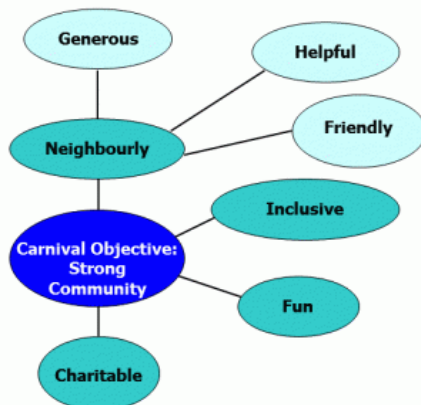 Generous
Helpful
Friendly
Neighbourly
Inclusive
Carnival Objective:
Strong
Community
Fun
Charitable